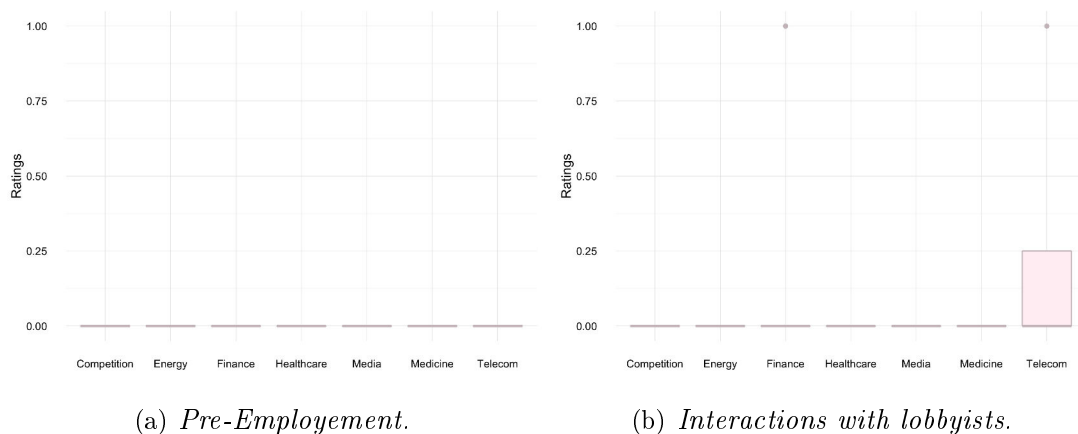 1.00
0.75
0.50
0.25
0.00
Ratings
Competition Energy Finance Healthcare Media Medicine Telecom
(a) Pre-Employement.
1.00
0.75
0.50
0.25
0.00
Ratings
Competition Energy Finance Healthcare Media Medicine Telecom
(b) Interactions with lobbyists.